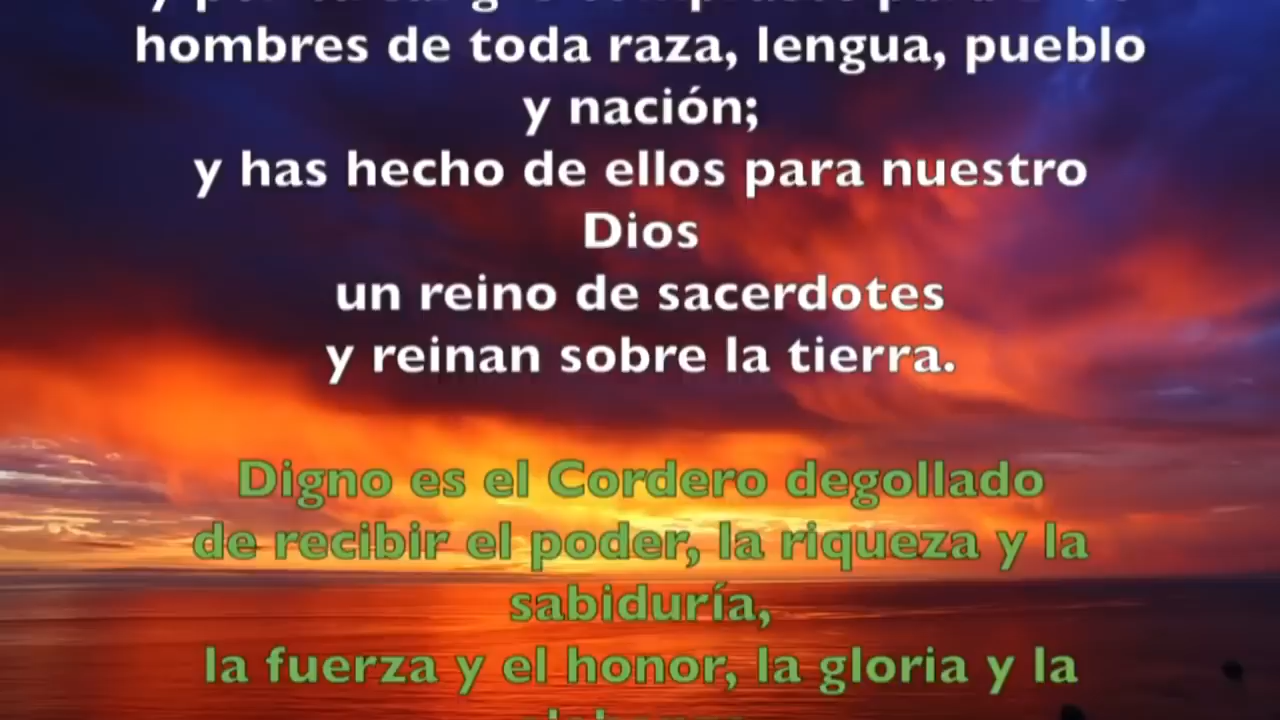 hombres de toda raza, lengua, pueblo
y nación;
y has hecho de ellos para nuestro
Dios
un reino de sacerdotes
y reinan sobre la tierra.
Digno es el Cordero degollado
de recibir el poder, la riqueza y la
sabiduría,
la fuerza y el honor, la gloria y la